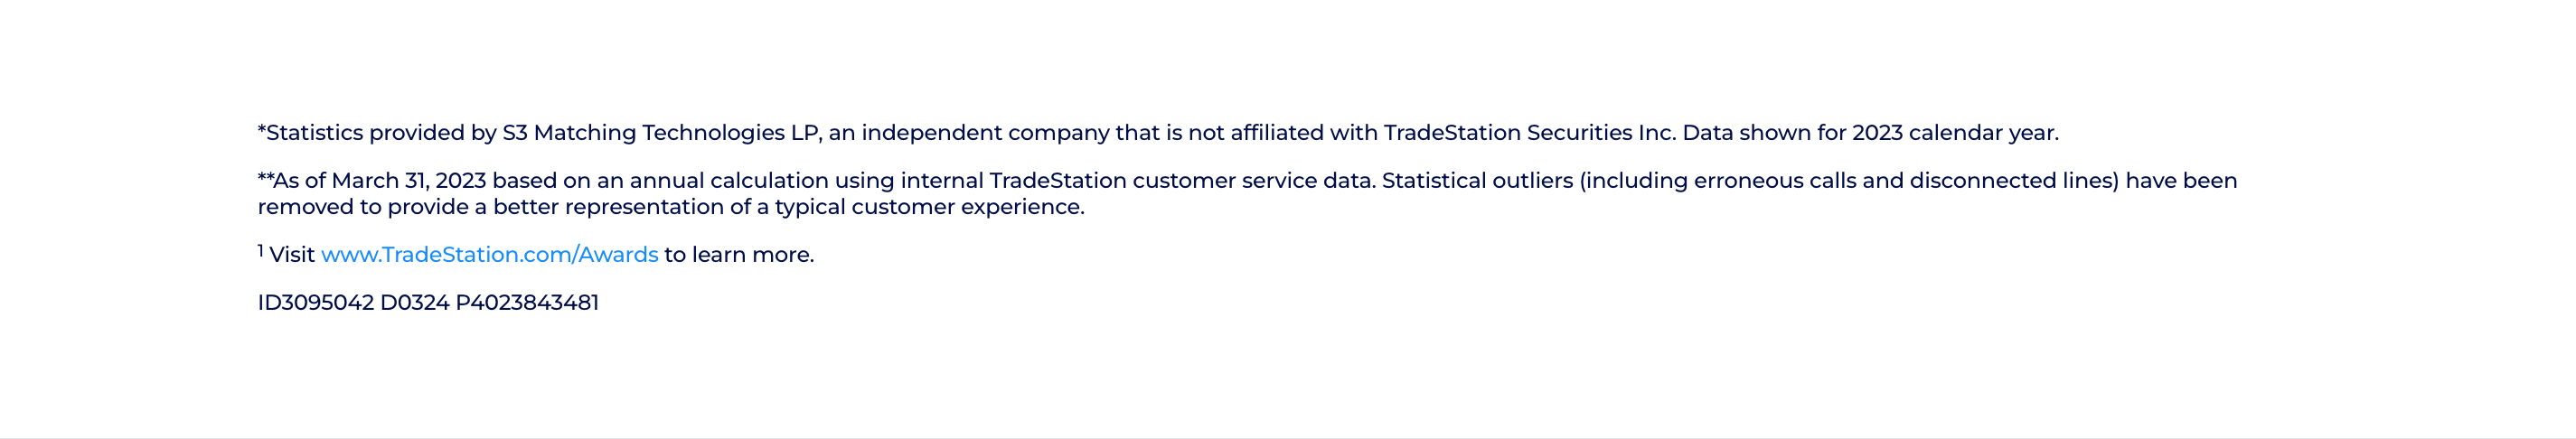 *Statistics provided by S3 Matching Technologies LP, an independent company that is not affiliated with TradeStation Securities Inc. Data shown for 2023 calendar year.
**As of March 31, 2023 based on an annual calculation using internal TradeStation customer service data. Statistical outliers (including erroneous calls and disconnected lines) have been
removed to provide a better representation of a typical customer experience.
1 Visit www.TradeStation.com/Awards to learn more.
ID3095042 D0324 P4023843481